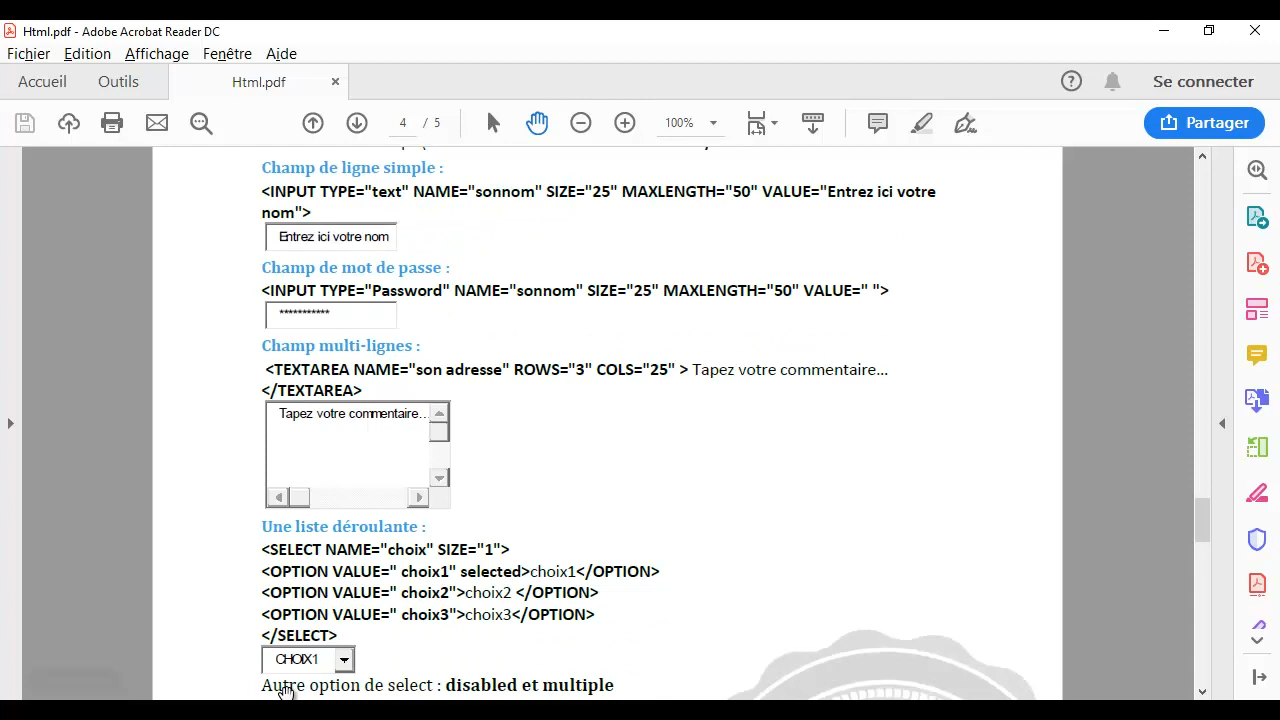 Html.pdf - Adobe Acrobat Reader DC
Fichier Edition Affichage Fenêtre Aide
Accueil Outils Html.pdf × Se connecter
4 / 5 100% Partager
Champ de ligne simple :
<INPUT TYPE="text" NAME="sonnom" SIZE="25" MAXLENGTH="50" VALUE="Entrez ici votre
nom">
Entrez ici votre nom
Champ de mot de passe :
<INPUT TYPE="Password" NAME="sonnom" SIZE="25" MAXLENGTH="50" VALUE=" ">
***********
Champ multi-lignes :
<TEXTAREA NAME="son adresse" ROWS="3" COLS="25" > Tapez votre commentaire...
</TEXTAREA>
Tapez votre commentaire...
Une liste déroulante :
<SELECT NAME="choix" SIZE="1">
<OPTION VALUE=" choix1" selected>choix1</OPTION>
<OPTION VALUE=" choix2">choix2 </OPTION>
<OPTION VALUE=" choix3">choix3</OPTION>
</SELECT>
CHOIX1
Autre option de select : disabled et multiple